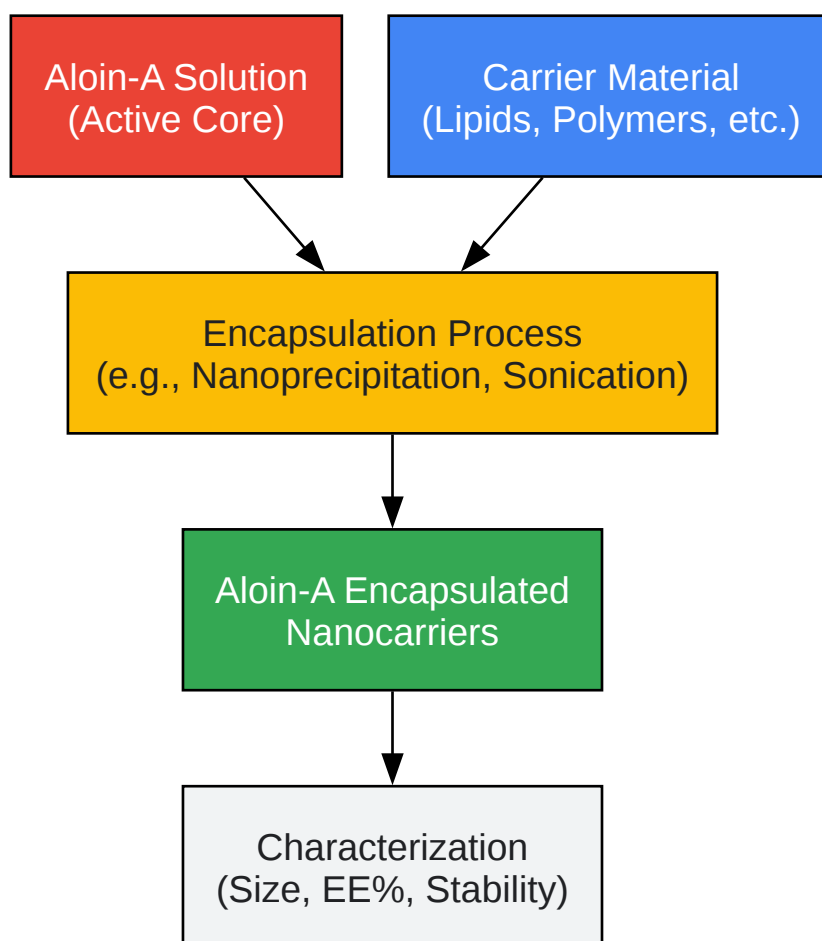 Aloin-A Solution
(Active Core)
Carrier Material
(Lipids, Polymers, etc.)
Encapsulation Process
(e.g., Nanoprecipitation, Sonication)
Aloin-A Encapsulated
Nanocarriers
Characterization
(Size, EE%, Stability)